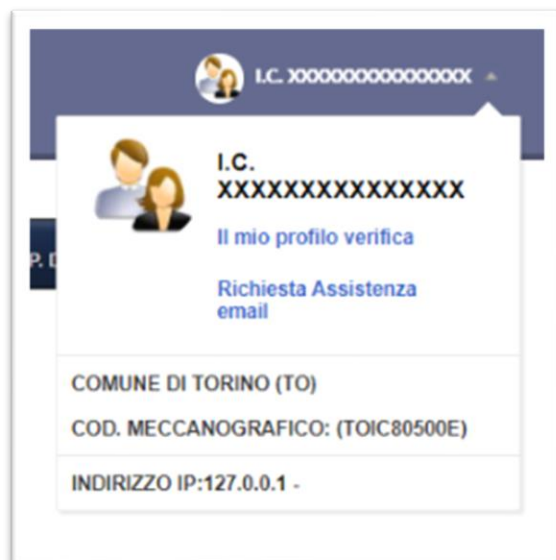 I.C. XXXXXXXXXXXXXXXX
I.C.
XXXXXXXXXXXXXXX
Il mio profilo verifica
P. D
Richiesta Assistenza
email
COMUNE DI TORINO (TO)
COD. MECCANOGRAFICO: (TOIC80500E)
INDIRIZZO IP:127.0.0.1 -